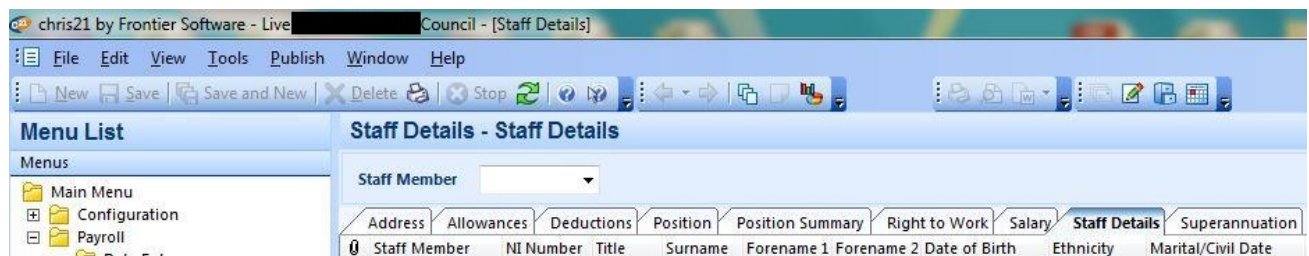 chris21 by Frontier Software - Live Council - [Staff Details]
File Edit View Tools Publish Window Help
New Save Save and New Delete Stop
Menu List
Staff Details - Staff Details
Menus
Staff Member
Main Menu
Configuration
Payroll
Address Allowances Deductions Position Position Summary Right to Work Salary Staff Details Superannuation
Staff Member NI Number Title Surname Forename 1 Forename 2 Date of Birth Ethnicity Marital/Civil Date